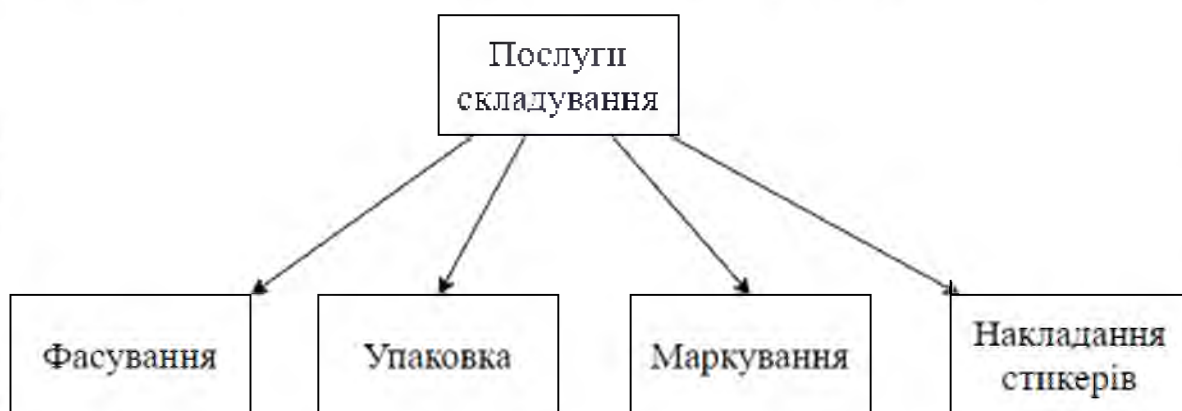 Послуги
складування
Фасування
Упаковка
Маркування
Накладання
стикерів